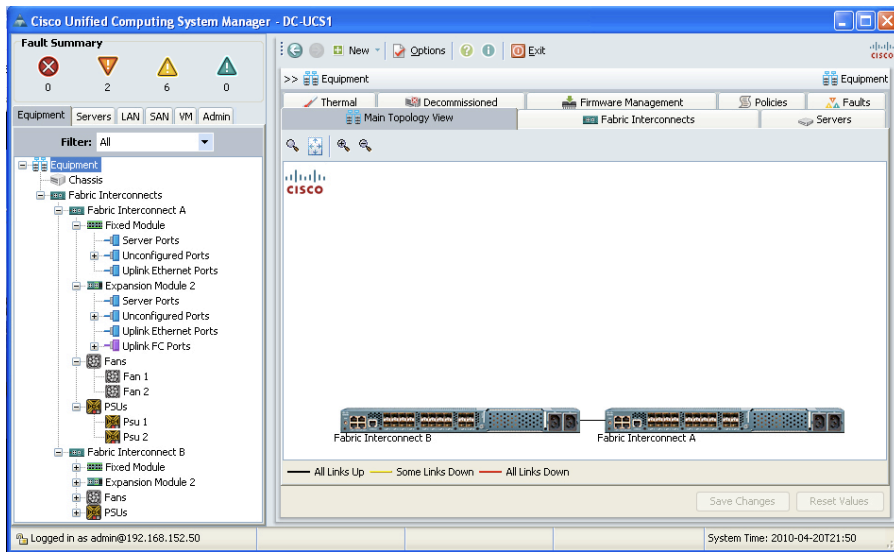 Cisco Unified Computing System Manager - DC-UCS1
Fault Summary
0 2 6 0
Equipment Servers LAN SAN VM Admin
Filter: All
Equipment
Chassis
Fabric Interconnects
Fabric Interconnect A
Fixed Module
Server Ports
Unconfigured Ports
Uplink Ethernet Ports
Expansion Module 2
Server Ports
Unconfigured Ports
Uplink Ethernet Ports
Uplink FC Ports
Fans
Fan 1
Fan 2
PSUs
Psu 1
Psu 2
Fabric Interconnect B
Fixed Module
Expansion Module 2
Fans
PSUs
New Options Exit
CISCO
>> Equipment Equipment
Thermal Decommissioned Firmware Management Policies Faults
Main Topology View Fabric Interconnects Servers
CISCO
Fabric Interconnect B Fabric Interconnect A
All Links Up Some Links Down All Links Down
Save Changes Reset Values
Logged in as admin@192.168.152.50 System Time: 2010-04-20T21:50